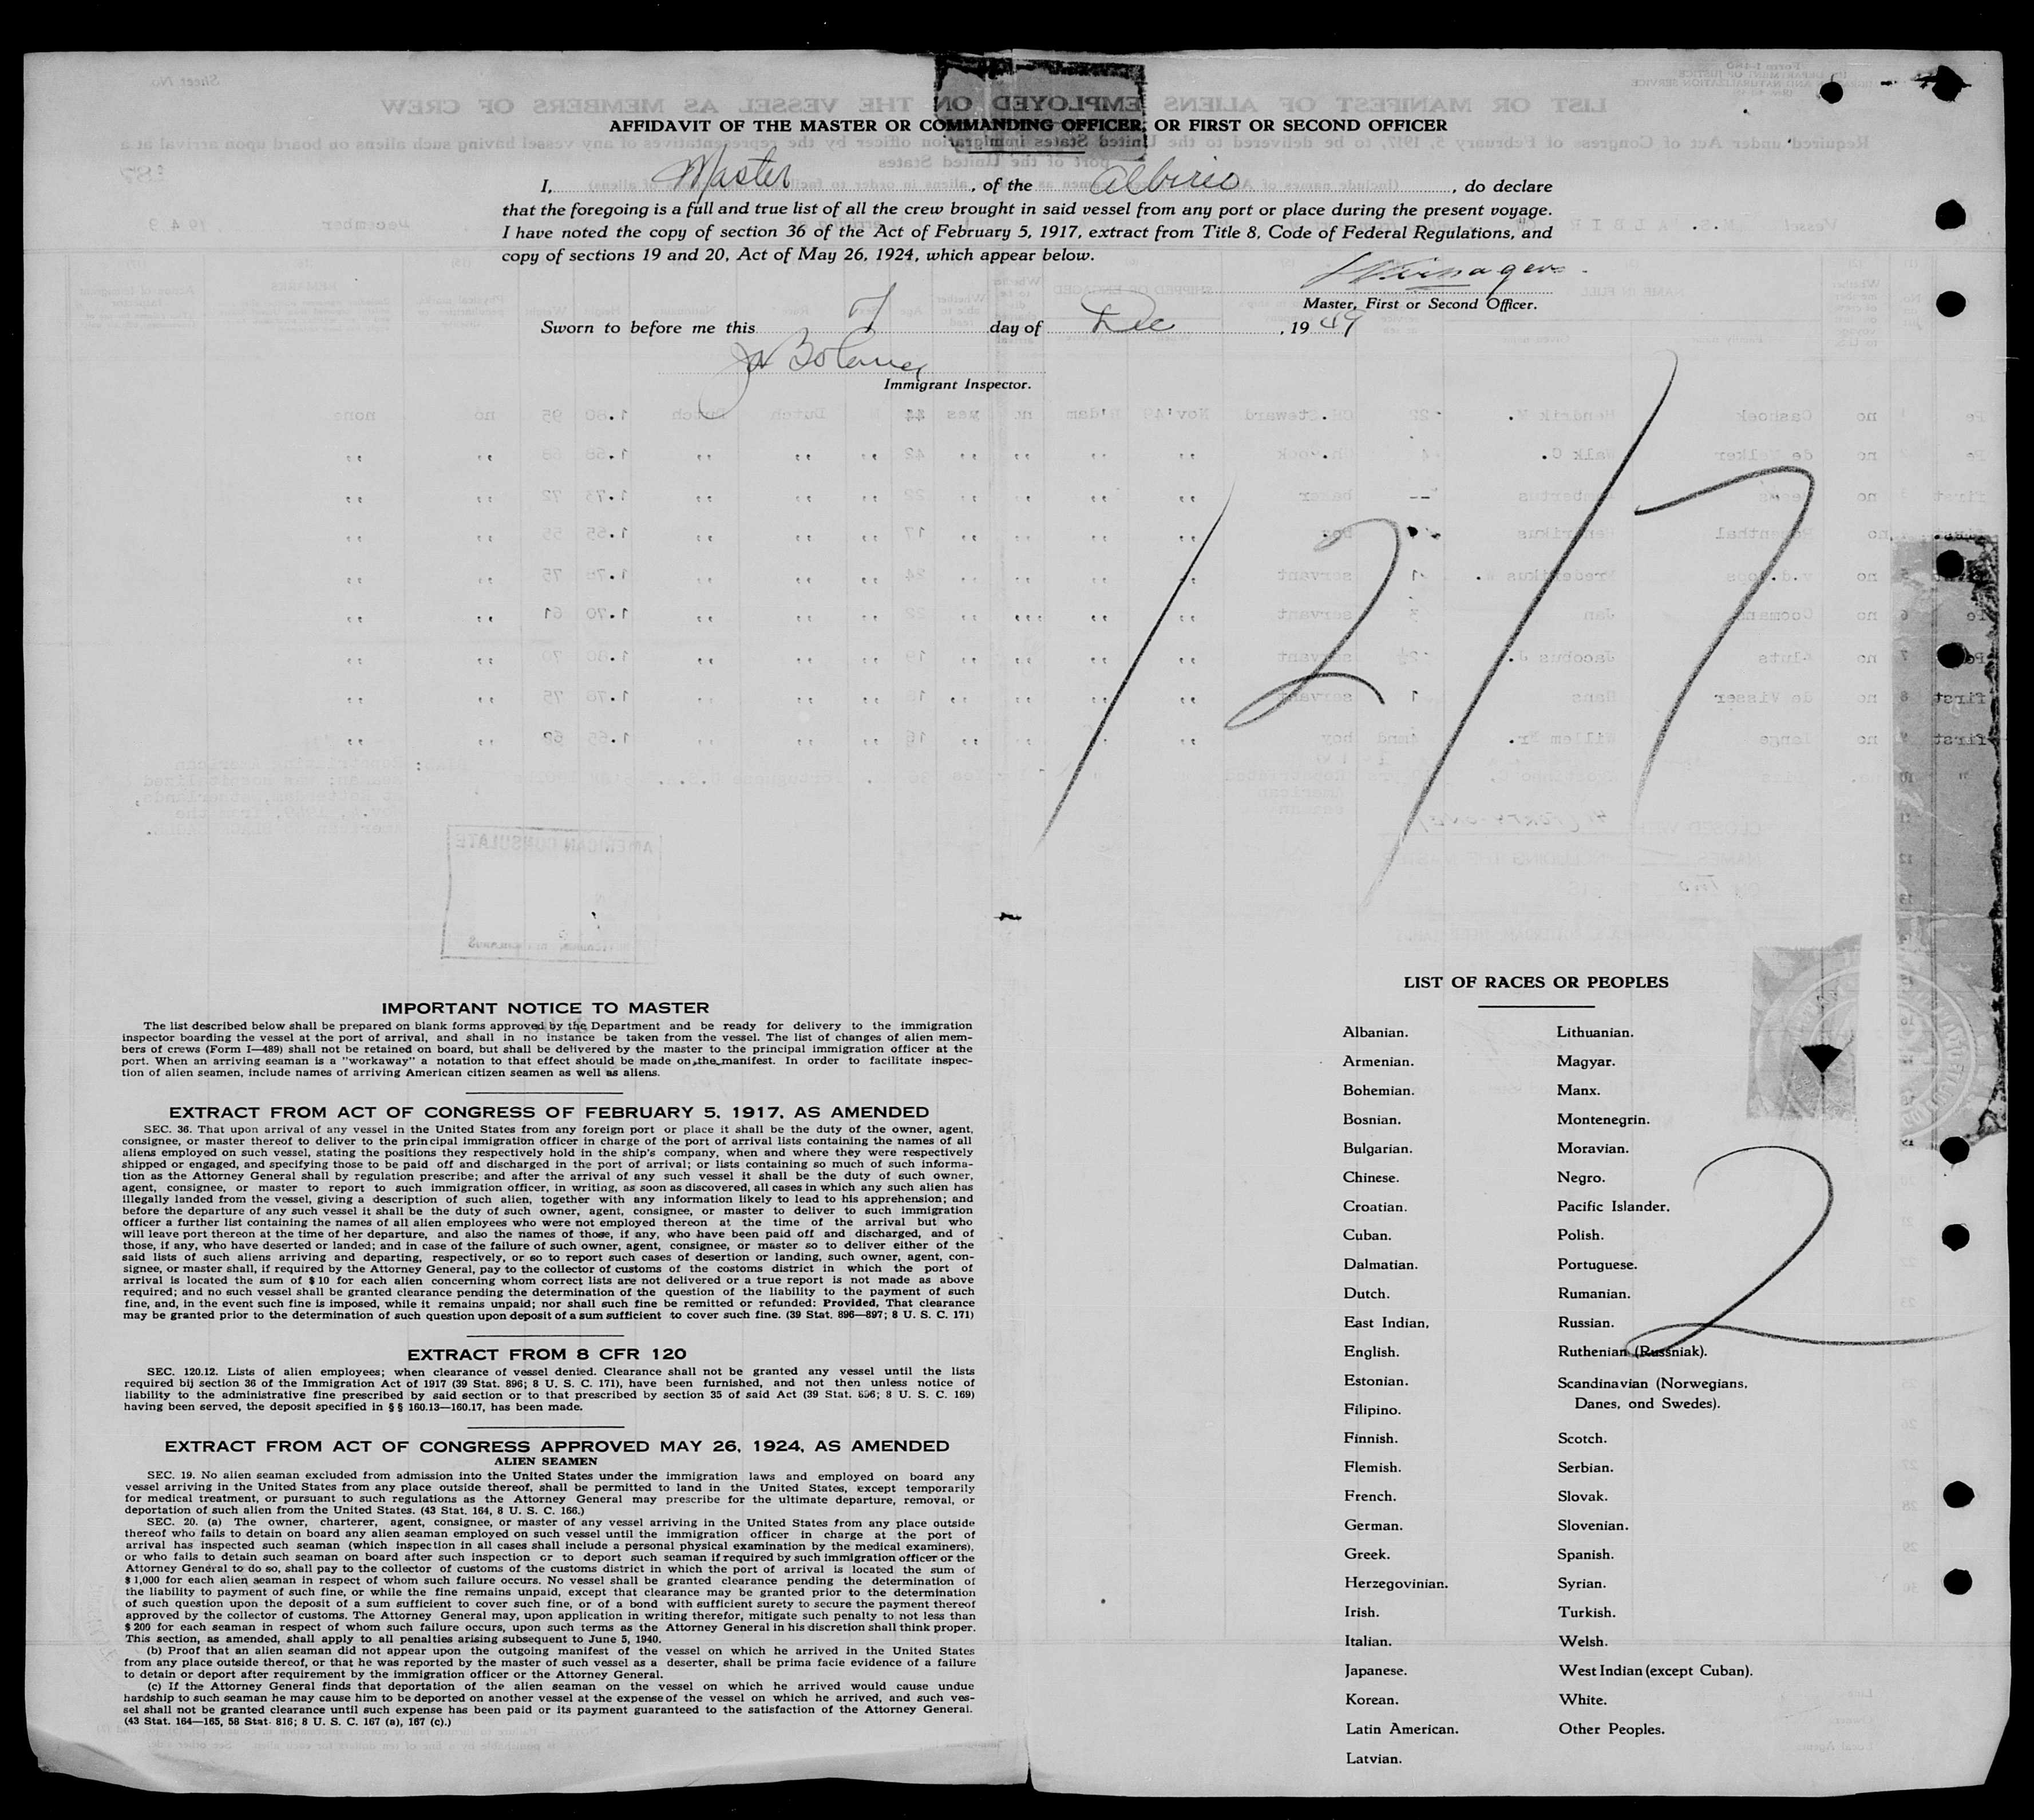 AFFIDAVIT OF THE MASTER OR COMMANDING OFFICER, OR FIRST OR SECOND OFFICER
I, Master, of the Albireo, do declare
that the foregoing is a full and true list of all the crew brought in said vessel from any port or place during the present voyage.
I have noted the copy of section 36 of the Act of February 5, 1917, extract from Title 8, Code of Federal Regulations, and
copy of sections 19 and 20, Act of May 26, 1924, which appear below.
Master, First or Second Officer.
Sworn to before me this 7 day of Dec, 1949
Immigrant Inspector.
1 2 / 7
IMPORTANT NOTICE TO MASTER
The list described below shall be prepared on blank forms approved by the Department and be ready for delivery to the immigration
inspector boarding the vessel at the port of arrival, and shall in no instance be taken from the vessel. The list of changes of alien mem-
bers of crews (Form I—489) shall not be retained on board, but shall be delivered by the master to the principal immigration officer at the
port. When an arriving seaman is a "workaway" a notation to that effect should be made on the manifest. In order to facilitate inspec-
tion of alien seamen, include names of arriving American citizen seamen as well as aliens.
EXTRACT FROM ACT OF CONGRESS OF FEBRUARY 5, 1917, AS AMENDED
SEC. 36. That upon arrival of any vessel in the United States from any foreign port or place it shall be the duty of the owner, agent,
consignee, or master thereof to deliver to the principal immigration officer in charge of the port of arrival lists containing the names of all
aliens employed on such vessel, stating the positions they respectively hold in the ship's company, when and where they were respectively
shipped or engaged, and specifying those to be paid off and discharged in the port of arrival; or lists containing so much of such informa-
tion as the Attorney General shall by regulation prescribe; and after the arrival of any such vessel it shall be the duty of such owner,
agent, consignee, or master to report to such immigration officer, in writing, as soon as discovered, all cases in which any such alien has
illegally landed from the vessel, giving a description of such alien, together with any information likely to lead to his apprehension; and
before the departure of any such vessel it shall be the duty of such owner, agent, consignee, or master to deliver to such immigration
officer a further list containing the names of all alien employees who were not employed thereon at the time of the arrival but who
will leave port thereon at the time of her departure, and also the names of those, if any, who have been paid off and discharged, and of
those, if any, who have deserted or landed; and in case of the failure of such owner, agent, consignee, or master so to deliver either of the
said lists of such aliens arriving and departing, respectively, or so to report such cases of desertion or landing, such owner, agent, con-
signee, or master shall, if required by the Attorney General, pay to the collector of customs of the costoms district in which the port of
arrival is located the sum of $10 for each alien concerning whom correct lists are not delivered or a true report is not made as above
required; and no such vessel shall be granted clearance pending the determination of the question of the liability to the payment of such
fine, and, in the event such fine is imposed, while it remains unpaid; nor shall such fine be remitted or refunded: Provided, That clearance
may be granted prior to the determination of such question upon deposit of a sum sufficient to cover such fine. (39 Stat. 896—897; 8 U. S. C. 171)
EXTRACT FROM 8 CFR 120
SEC. 120.12. Lists of alien employees; when clearance of vessel denied. Clearance shall not be granted any vessel until the lists
required bij section 36 of the Immigration Act of 1917 (39 Stat. 896; 8 U. S. C. 171), have been furnished, and not then unless notice of
liability to the administrative fine prescribed by said section or to that prescribed by section 35 of said Act (39 Stat. 896; 8 U. S. C. 169)
having been served, the deposit specified in §§ 160.13—160.17, has been made.
EXTRACT FROM ACT OF CONGRESS APPROVED MAY 26, 1924, AS AMENDED
ALIEN SEAMEN
SEC. 19. No alien seaman excluded from admission into the United States under the immigration laws and employed on board any
vessel arriving in the United States from any place outside thereof, shall be permitted to land in the United States, except temporarily
for medical treatment, or pursuant to such regulations as the Attorney General may prescribe for the ultimate departure, removal, or
deportation of such alien from the United States. (43 Stat. 164, 8 U. S. C. 166.)
SEC. 20. (a) The owner, charterer, agent, consignee, or master of any vessel arriving in the United States from any place outside
thereof who fails to detain on board any alien seaman employed on such vessel until the immigration officer in charge at the port of
arrival has inspected such seaman (which inspection in all cases shall include a personal physical examination by the medical examiners),
or who fails to detain such seaman on board after such inspection or to deport such seaman if required by such immigration officer or the
Attorney General to do so, shall pay to the collector of customs of the customs district in which the port of arrival is located the sum of
$1,000 for each alien seaman in respect of whom such failure occurs. No vessel shall be granted clearance pending the determination of
the liability to payment of such fine, or while the fine remains unpaid, except that clearance may be granted prior to the determination
of such question upon the deposit of a sum sufficient to cover such fine, or of a bond with sufficient surety to secure the payment thereof
approved by the collector of customs. The Attorney General may, upon application in writing therefor, mitigate such penalty to not less than
$200 for each seaman in respect of whom such failure occurs, upon such terms as the Attorney General in his discretion shall think proper.
This section, as amended, shall apply to all penalties arising subsequent to June 5, 1940.
(b) Proof that an alien seaman did not appear upon the outgoing manifest of the vessel on which he arrived in the United States
from any place outside thereof, or that he was reported by the master of such vessel as a deserter, shall be prima facie evidence of a failure
to detain or deport after requirement by the immigration officer or the Attorney General.
(c) If the Attorney General finds that deportation of the alien seaman on the vessel on which he arrived would cause undue
hardship to such seaman he may cause him to be deported on another vessel at the expense of the vessel on which he arrived, and such ves-
sel shall not be granted clearance until such expense has been paid or its payment guaranteed to the satisfaction of the Attorney General.
(43 Stat. 164—165, 58 Stat. 816; 8 U. S. C. 167 (a), 167 (c).)
LIST OF RACES OR PEOPLES
Albanian.
Armenian.
Bohemian.
Bosnian.
Bulgarian.
Chinese.
Croatian.
Cuban.
Dalmatian.
Dutch.
East Indian.
English.
Estonian.
Filipino.
Finnish.
Flemish.
French.
German.
Greek.
Herzegovinian.
Irish.
Italian.
Japanese.
Korean.
Latin American.
Latvian.
Lithuanian.
Magyar.
Manx.
Montenegrin.
Moravian.
Negro.
Pacific Islander.
Polish.
Portuguese.
Rumanian.
Russian.
Ruthenian (Russniak).
Scandinavian (Norwegians,
Danes, ond Swedes).
Scotch.
Serbian.
Slovak.
Slovenian.
Spanish.
Syrian.
Turkish.
Welsh.
West Indian (except Cuban).
White.
Other Peoples.
2